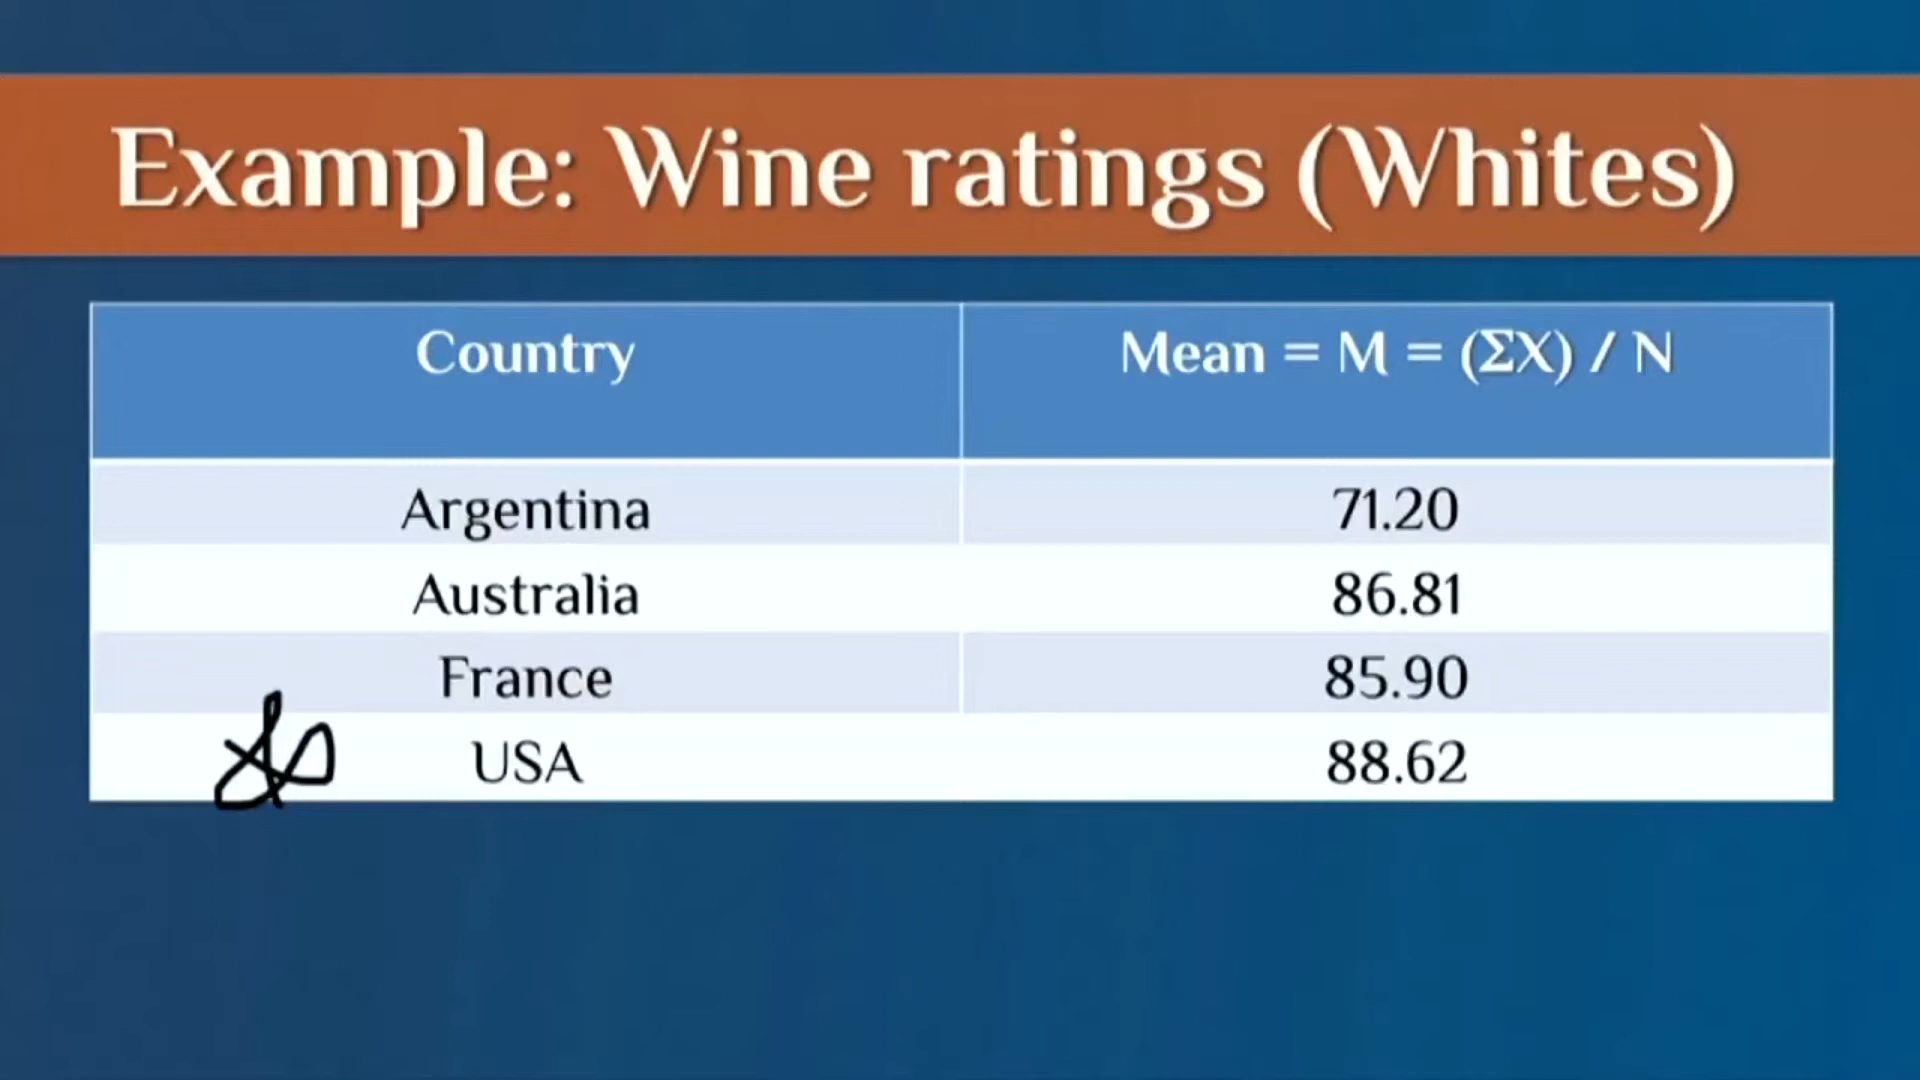 Example: Wine ratings (Whites)
Country
Mean = M = (ΣX) / N
Argentina
71.20
Australia
86.81
France
85.90
USA
88.62